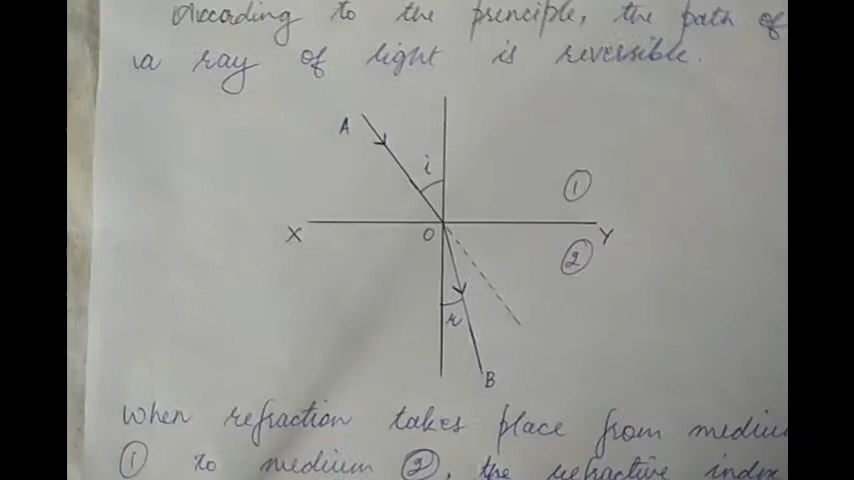 According to the principle, the path of
a ray of light is reversible.
A
i
1
X
O
Y
2
r
B
When refraction takes place from
1 to medium 2, the refractive index